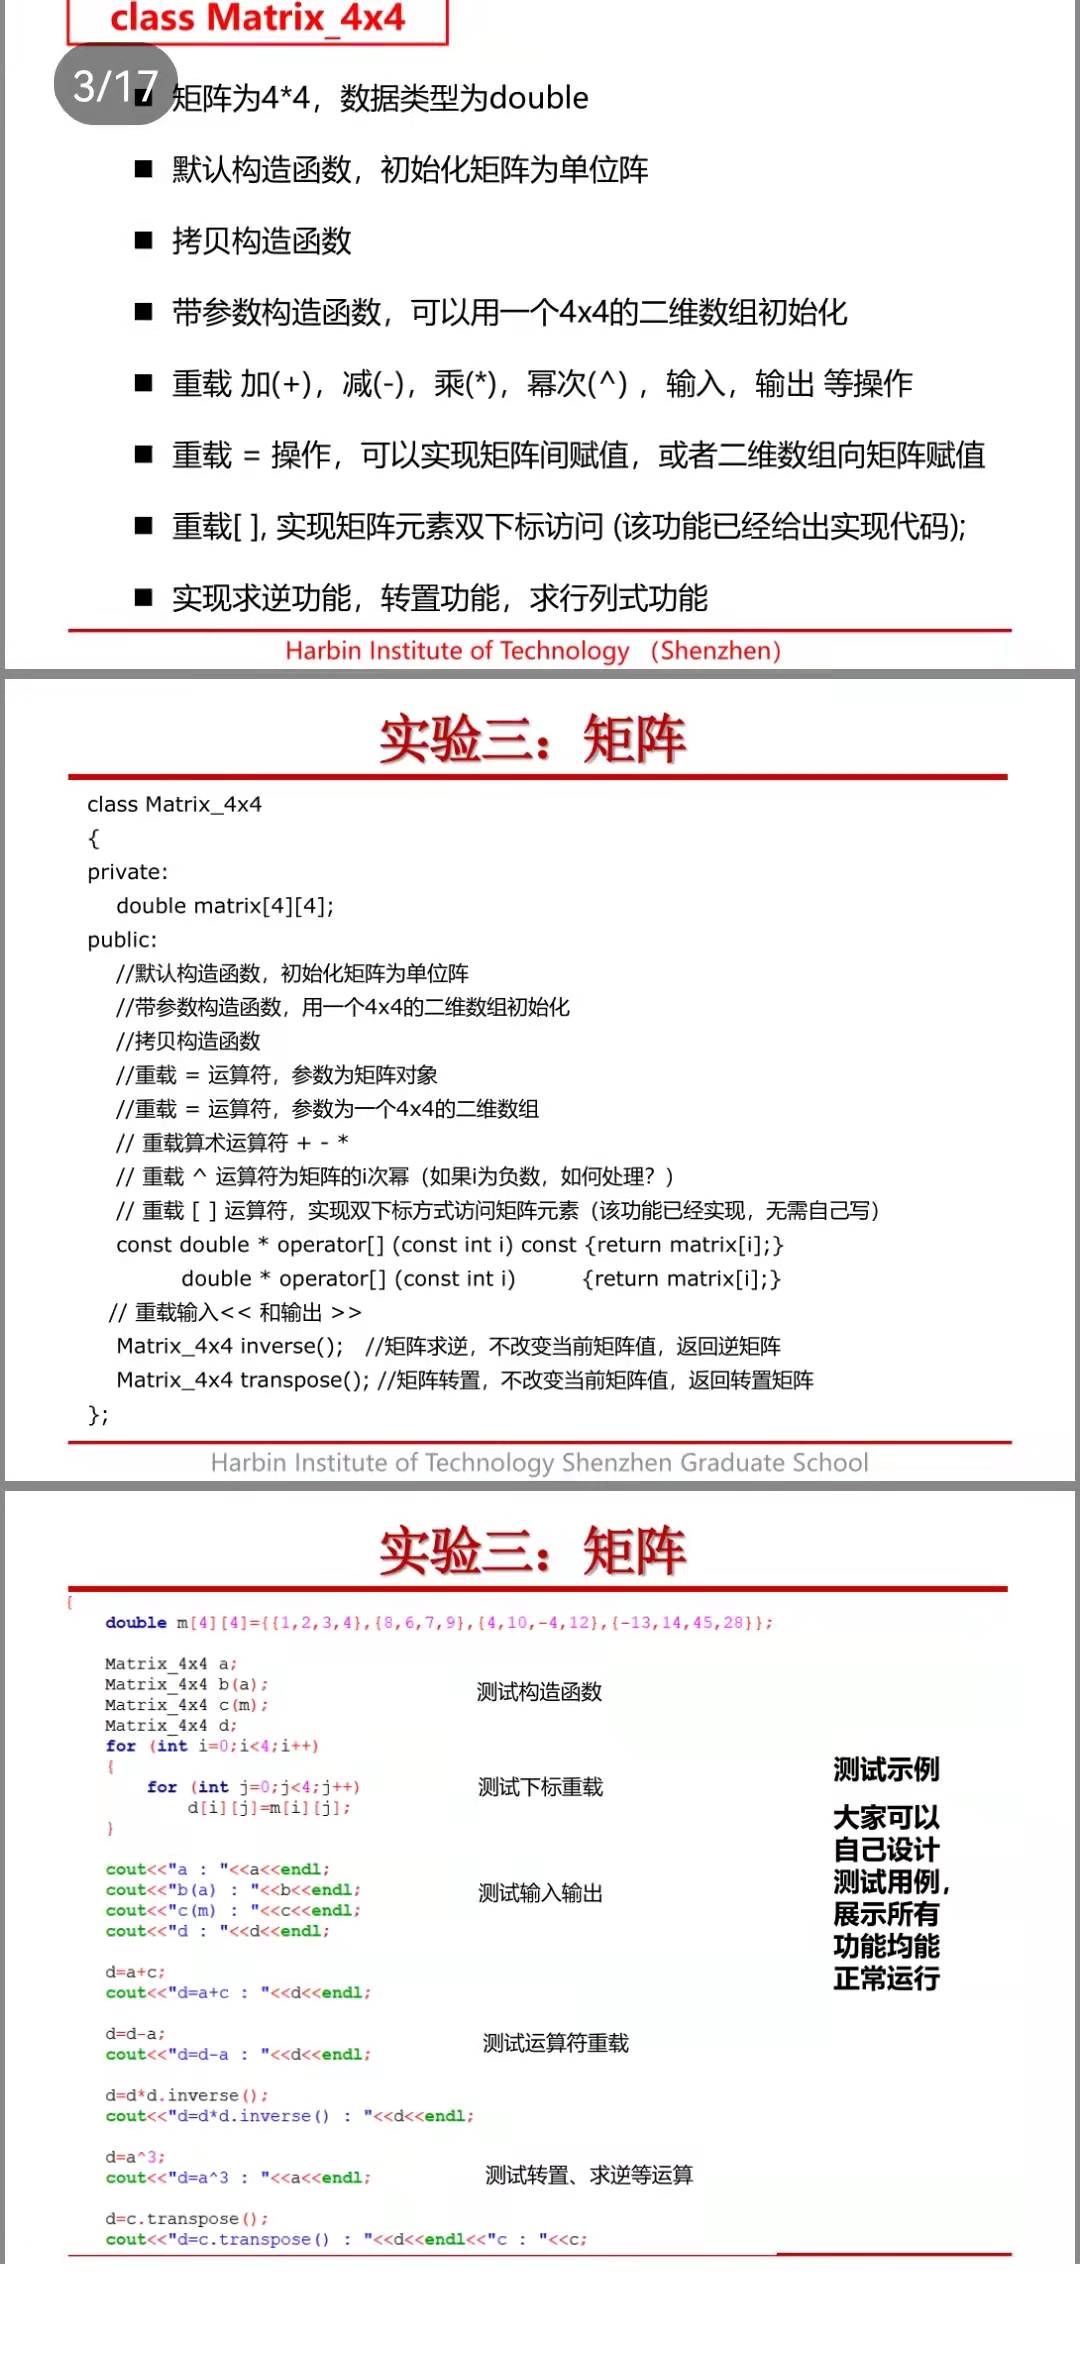 class Matrix_4x4
3/17
■ 矩阵为4*4，数据类型为double
■ 默认构造函数，初始化矩阵为单位阵
■ 拷贝构造函数
■ 带参数构造函数，可以用一个4x4的二维数组初始化
■ 重载 加(+)，减(-)，乘(*)，幂次(^) ，输入，输出 等操作
■ 重载 = 操作，可以实现矩阵间赋值，或者二维数组向矩阵赋值
■ 重载[ ], 实现矩阵元素双下标访问 (该功能已经给出实现代码);
■ 实现求逆功能，转置功能，求行列式功能
Harbin Institute of Technology （Shenzhen）
实验三：矩阵
class Matrix_4x4
{
private:
double matrix[4][4];
public:
//默认构造函数，初始化矩阵为单位阵
//带参数构造函数，用一个4x4的二维数组初始化
//拷贝构造函数
//重载 = 运算符，参数为矩阵对象
//重载 = 运算符，参数为一个4x4的二维数组
// 重载算术运算符 + - *
// 重载 ^ 运算符为矩阵的i次幂（如果i为负数，如何处理？）
// 重载 [ ] 运算符，实现双下标方式访问矩阵元素（该功能已经实现，无需自己写）
const double * operator[] (const int i) const {return matrix[i];}
double * operator[] (const int i) {return matrix[i];}
// 重载输入<< 和输出 >>
Matrix_4x4 inverse(); //矩阵求逆，不改变当前矩阵值，返回逆矩阵
Matrix_4x4 transpose(); //矩阵转置，不改变当前矩阵值，返回转置矩阵
};
Harbin Institute of Technology Shenzhen Graduate School
实验三：矩阵
{
double m[4][4]={{1,2,3,4},{8,6,7,9},{4,10,-4,12},{-13,14,45,28}};
Matrix_4x4 a;
Matrix_4x4 b(a);
Matrix_4x4 c(m);
Matrix_4x4 d;
测试构造函数
for (int i=0;i<4;i++)
{
for (int j=0;j<4;j++)
d[i][j]=m[i][j];
}
测试下标重载
cout<<"a : "<<a<<endl;
cout<<"b(a) : "<<b<<endl;
cout<<"c(m) : "<<c<<endl;
cout<<"d : "<<d<<endl;
测试输入输出
d=a+c;
cout<<"d=a+c : "<<d<<endl;
d=d-a;
cout<<"d=d-a : "<<d<<endl;
测试运算符重载
d=d*d.inverse();
cout<<"d=d*d.inverse() : "<<d<<endl;
d=a^3;
cout<<"d=a^3 : "<<a<<endl;
测试转置、求逆等运算
d=c.transpose();
cout<<"d=c.transpose() : "<<d<<endl<<"c : "<<c;
测试示例
大家可以
自己设计
测试用例，
展示所有
功能均能
正常运行